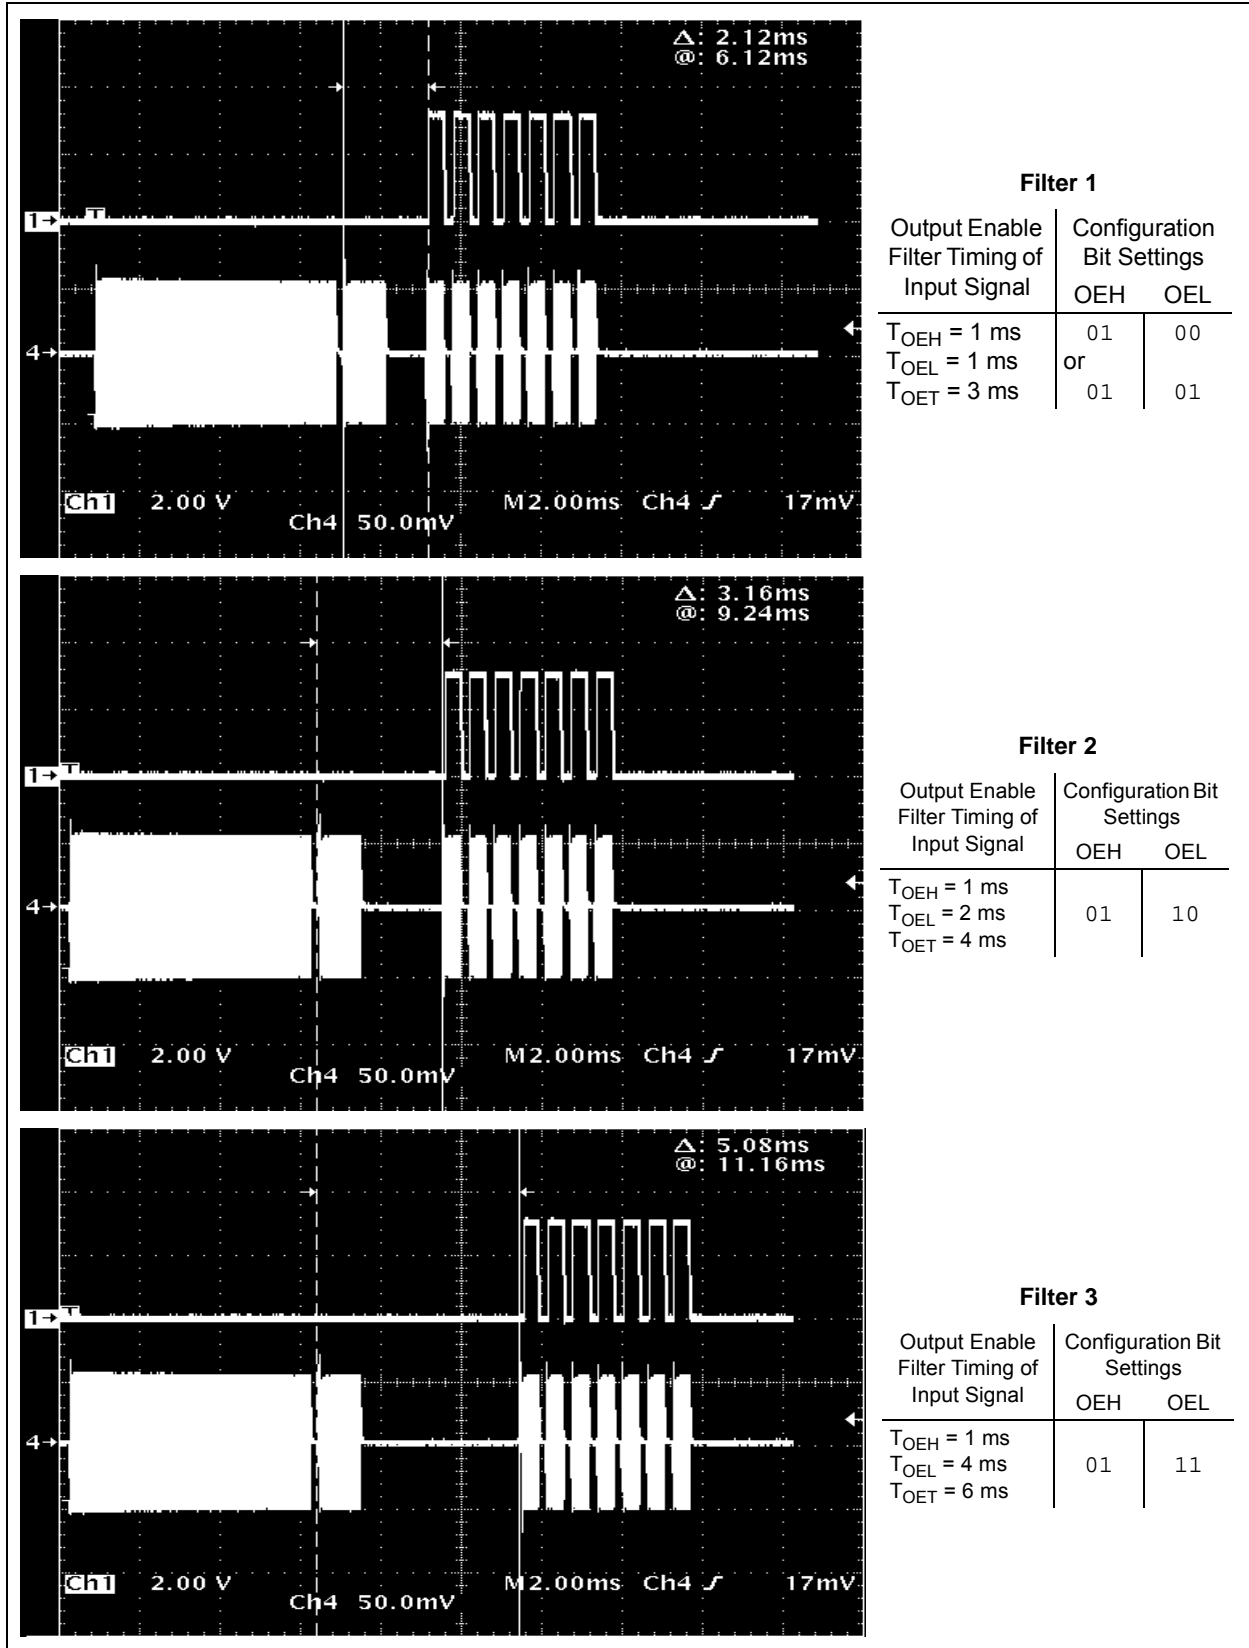 Δ: 2.12ms
@: 6.12ms
1→
T
4→
Ch1 2.00 V
M2.00ms Ch4 17mV
Ch4 50.0mV
Filter 1
Output Enable
Filter Timing of
Input Signal
Configuration
Bit Settings
OEH OEL
TOEH = 1 ms 01 00
TOEL = 1 ms or
TOET = 3 ms 01 01
Δ: 3.16ms
@: 9.24ms
1→
T
4→
Ch1 2.00 V
M2.00ms Ch4 17mV
Ch4 50.0mV
Filter 2
Output Enable
Filter Timing of
Input Signal
Configuration Bit
Settings
OEH OEL
TOEH = 1 ms
TOEL = 2 ms 01 10
TOET = 4 ms
Δ: 5.08ms
@: 11.16ms
1→
T
4→
Ch1 2.00 V
M2.00ms Ch4 17mV
Ch4 50.0mV
Filter 3
Output Enable
Filter Timing of
Input Signal
Configuration Bit
Settings
OEH OEL
TOEH = 1 ms
TOEL = 4 ms 01 11
TOET = 6 ms